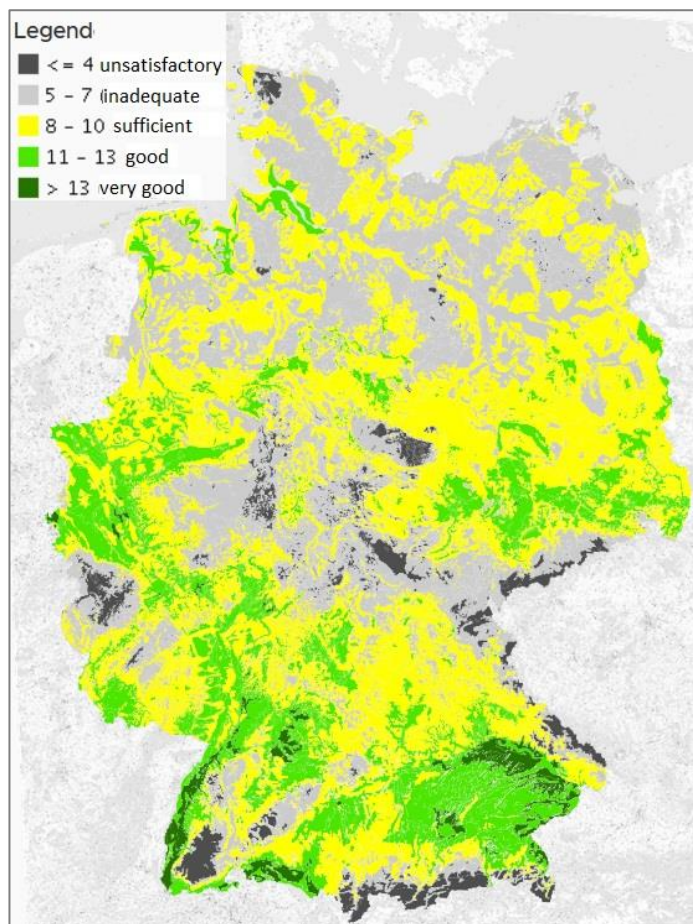 Legend
<= 4 unsatisfactory
5 - 7 (inadequate
8 - 10 sufficient
11 - 13 good
> 13 very good